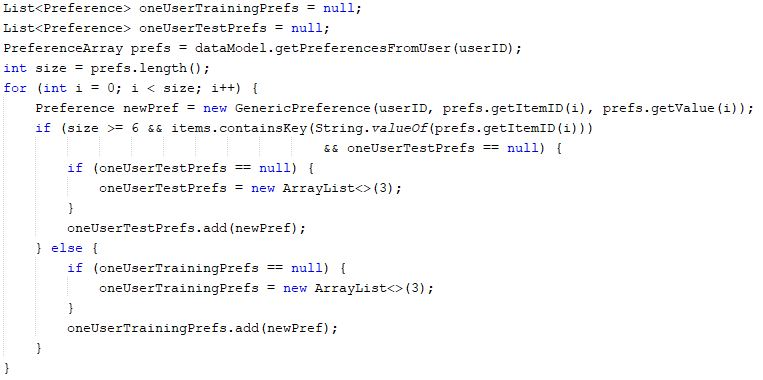 List<Preference> oneUserTrainingPrefs = null;
List<Preference> oneUserTestPrefs = null;
PreferenceArray prefs = dataModel.getPreferencesFromUser(userID);
int size = prefs.length();
for (int i = 0; i < size; i++) {
    Preference newPref = new GenericPreference(userID, prefs.getItemID(i), prefs.getValue(i));
    if (size >= 6 && items.containsKey(String.valueOf(prefs.getItemID(i)))
                                        && oneUserTestPrefs == null) {
        if (oneUserTestPrefs == null) {
            oneUserTestPrefs = new ArrayList<>(3);
        }
        oneUserTestPrefs.add(newPref);
    } else {
        if (oneUserTrainingPrefs == null) {
            oneUserTrainingPrefs = new ArrayList<>(3);
        }
        oneUserTrainingPrefs.add(newPref);
    }
}